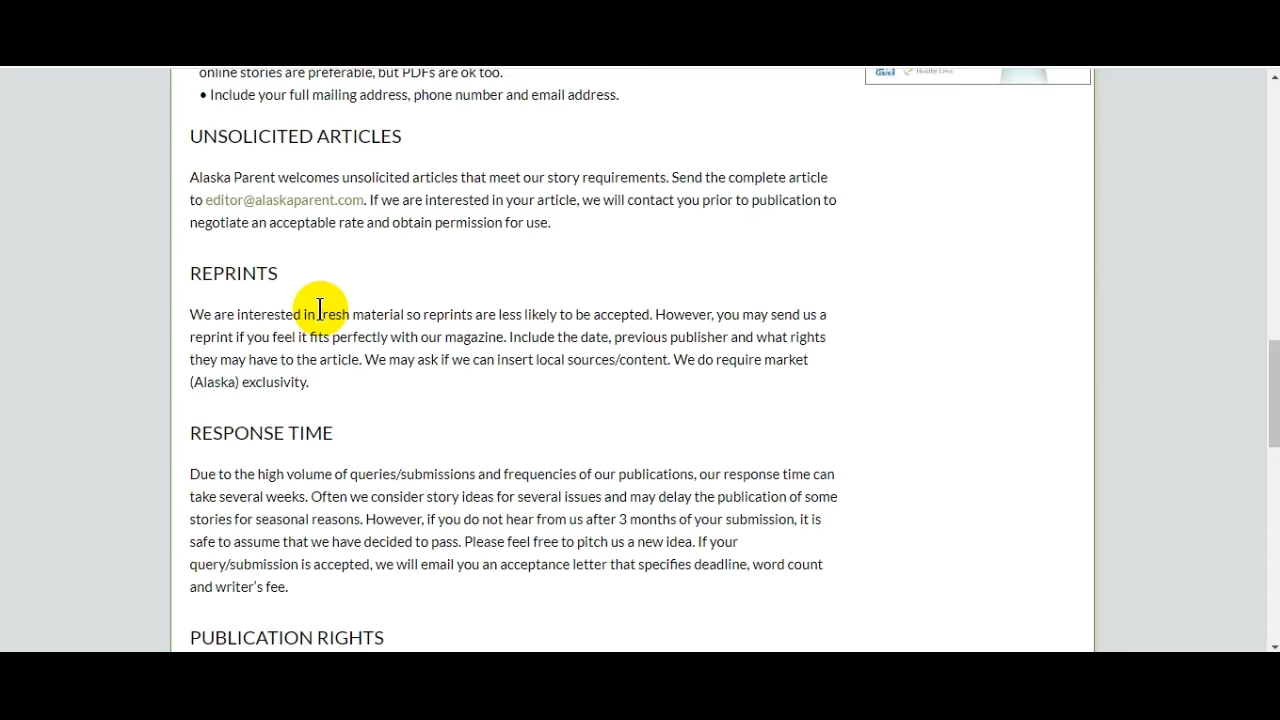 online stories are preferable, but PDFs are ok too.
• Include your full mailing address, phone number and email address.
UNSOLICITED ARTICLES
Alaska Parent welcomes unsolicited articles that meet our story requirements. Send the complete article
to editor@alaskaparent.com. If we are interested in your article, we will contact you prior to publication to
negotiate an acceptable rate and obtain permission for use.
REPRINTS
We are interested in fresh material so reprints are less likely to be accepted. However, you may send us a
reprint if you feel it fits perfectly with our magazine. Include the date, previous publisher and what rights
they may have to the article. We may ask if we can insert local sources/content. We do require market
(Alaska) exclusivity.
RESPONSE TIME
Due to the high volume of queries/submissions and frequencies of our publications, our response time can
take several weeks. Often we consider story ideas for several issues and may delay the publication of some
stories for seasonal reasons. However, if you do not hear from us after 3 months of your submission, it is
safe to assume that we have decided to pass. Please feel free to pitch us a new idea. If your
query/submission is accepted, we will email you an acceptance letter that specifies deadline, word count
and writer's fee.
PUBLICATION RIGHTS